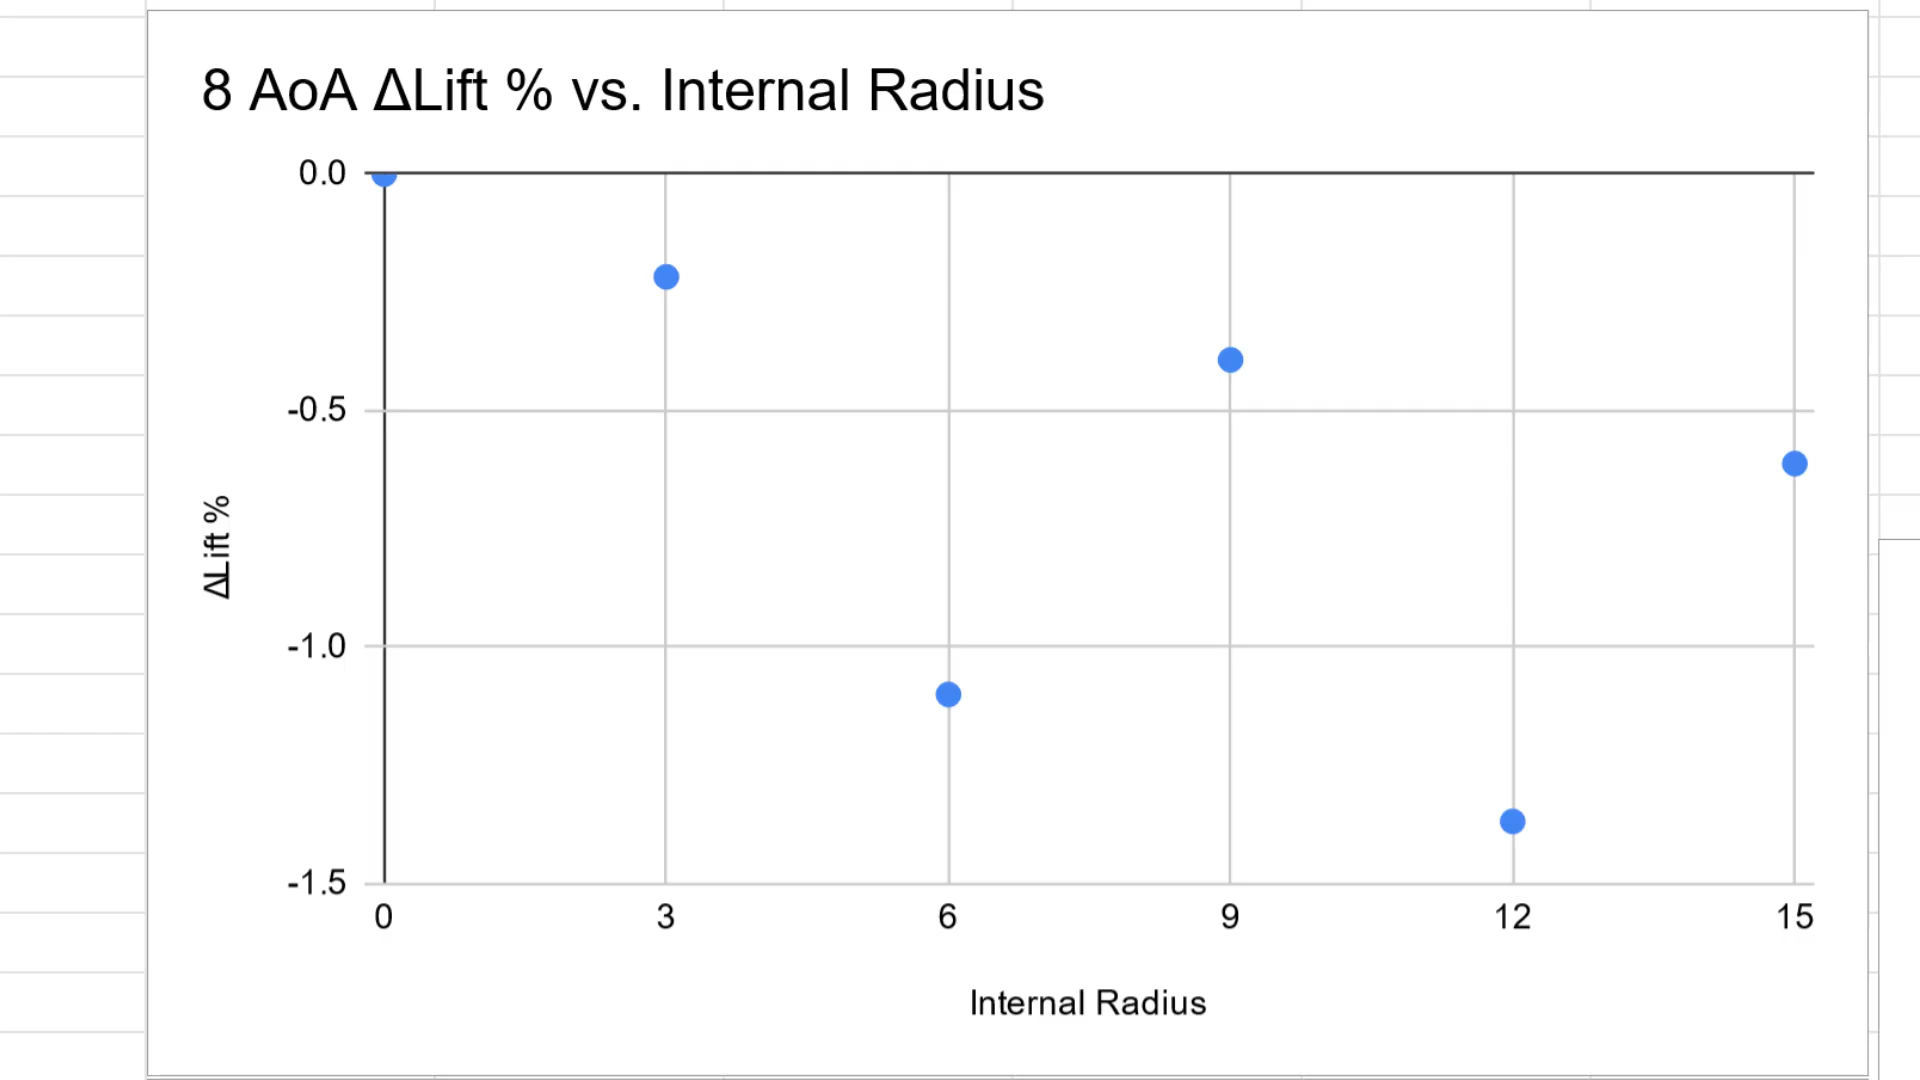 8 AoA ΔLift % vs. Internal Radius
0.0
-0.5
-1.0
-1.5
ΔLift %
0 3 6 9 12 15
Internal Radius